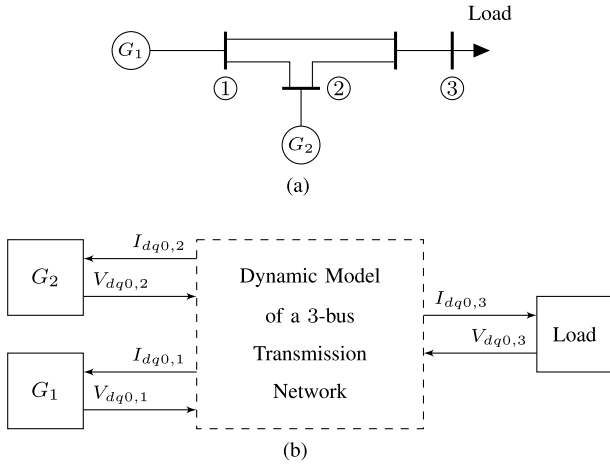 Load
G₁
① ② ③
G₂
(a)
I_{dq0,2}
G₂
V_{dq0,2}
I_{dq0,1}
G₁
V_{dq0,1}
Dynamic Model
of a 3-bus
Transmission
Network
I_{dq0,3}
V_{dq0,3}
Load
(b)